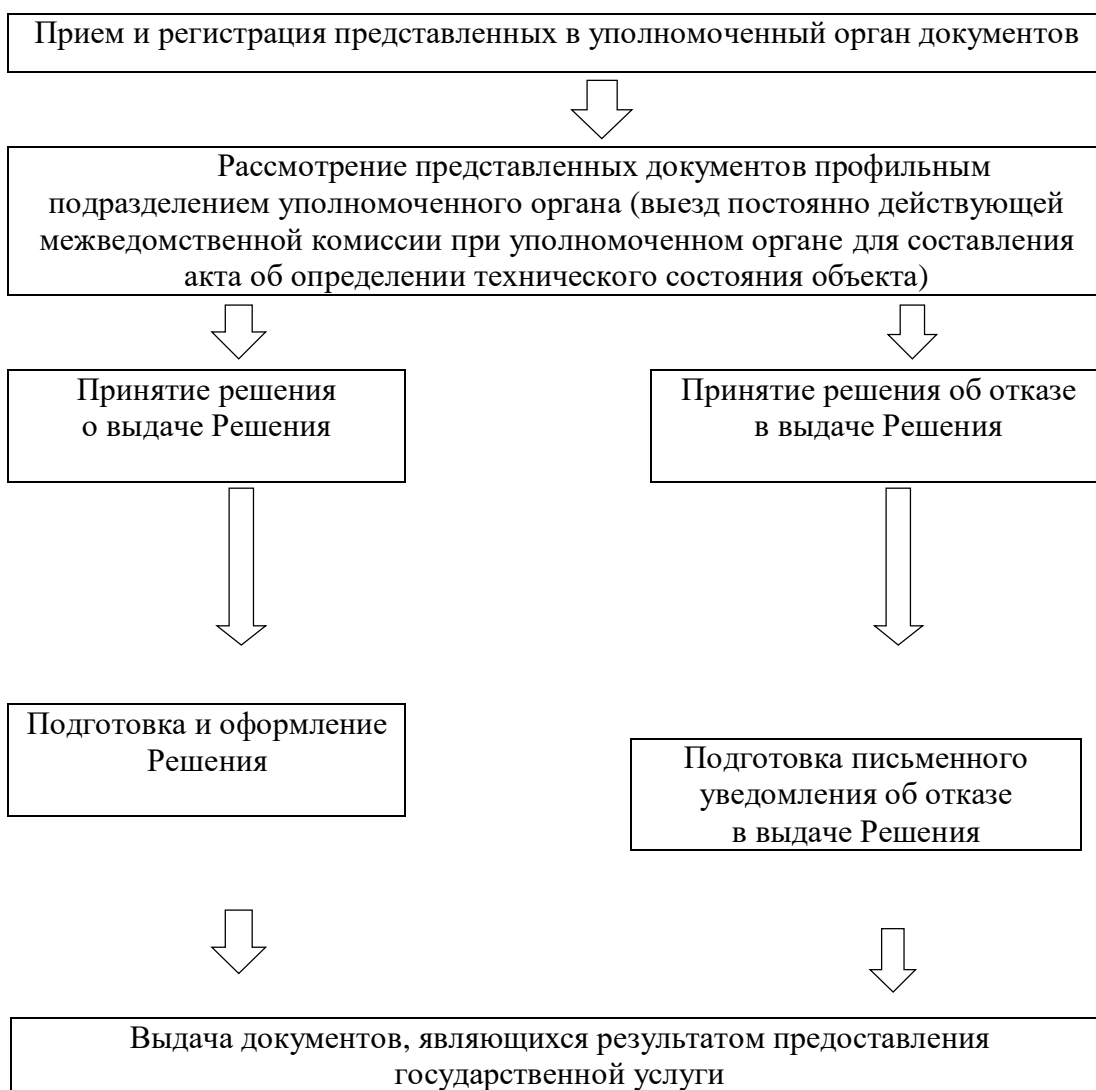 Прием и регистрация представленных в уполномоченный орган документов
Рассмотрение представленных документов профильным
подразделением уполномоченного органа (выезд постоянно действующей
межведомственной комиссии при уполномоченном органе для составления
акта об определении технического состояния объекта)
Принятие решения
о выдаче Решения
Принятие решения об отказе
в выдаче Решения
Подготовка и оформление
Решения
Подготовка письменного
уведомления об отказе
в выдаче Решения
Выдача документов, являющихся результатом предоставления
государственной услуги